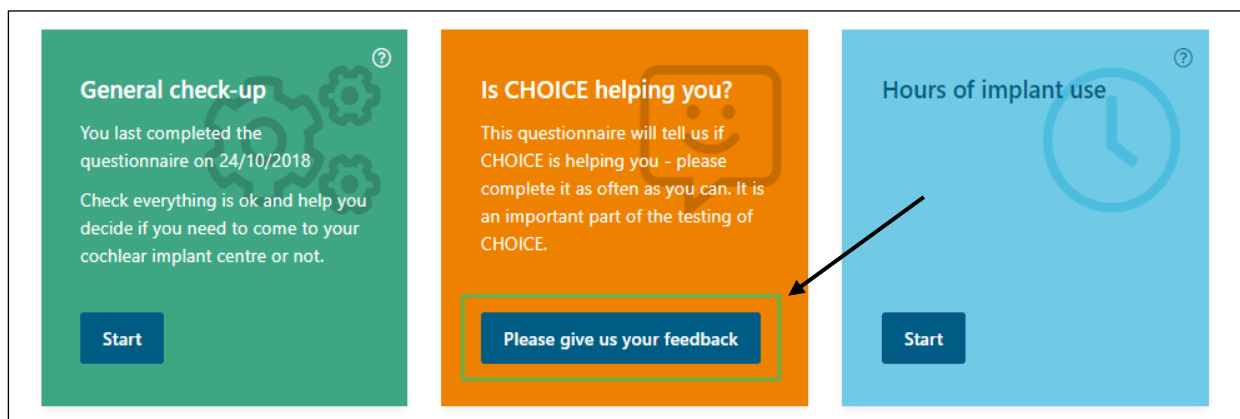 General check-up
You last completed the
questionnaire on 24/10/2018
Check everything is ok and help you
decide if you need to come to your
cochlear implant centre or not.
Start
Is CHOICE helping you?
This questionnaire will tell us if
CHOICE is helping you - please
complete it as often as you can. It is
an important part of the testing of
CHOICE.
Please give us your feedback
Hours of implant use
Start